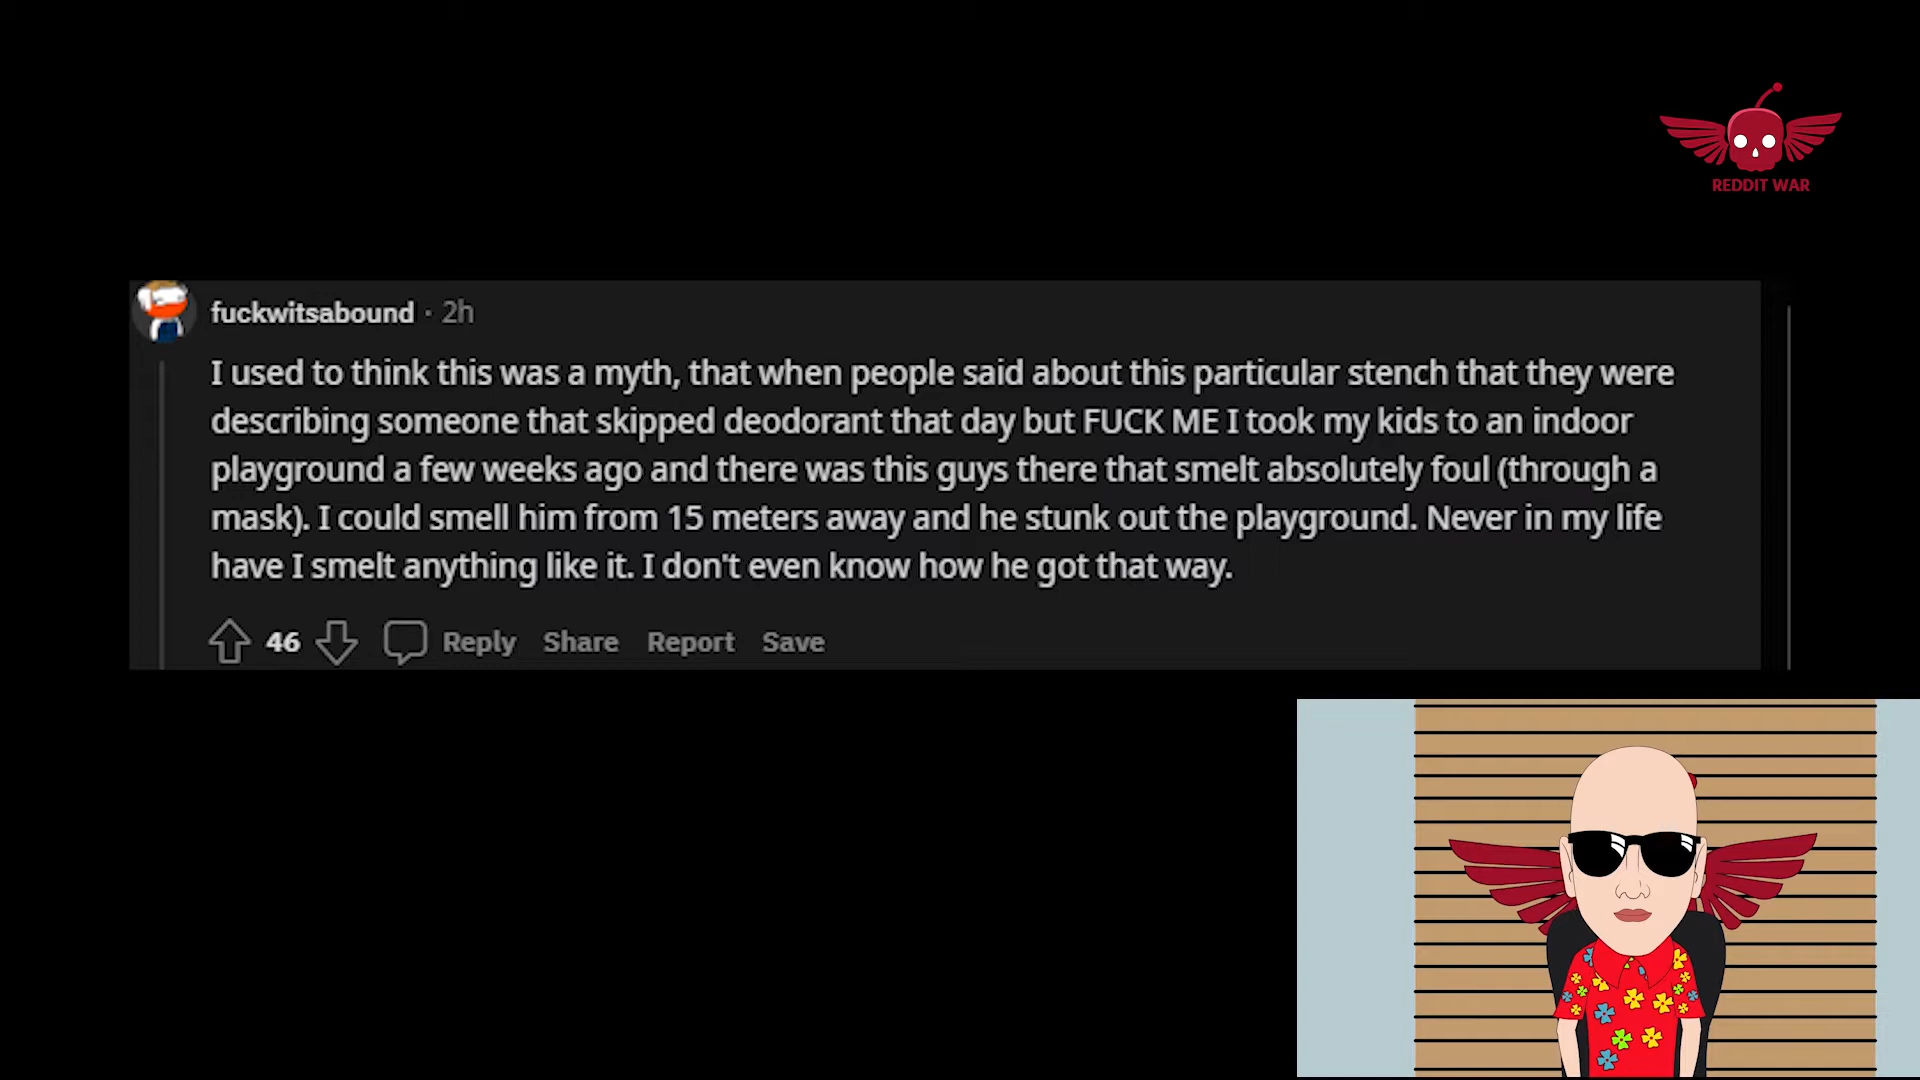 REDDIT WAR
fuckwitsabound · 2h
I used to think this was a myth, that when people said about this particular stench that they were
describing someone that skipped deodorant that day but FUCK ME I took my kids to an indoor
playground a few weeks ago and there was this guys there that smelt absolutely foul (through a
mask). I could smell him from 15 meters away and he stunk out the playground. Never in my life
have I smelt anything like it. I don't even know how he got that way.
46 Reply Share Report Save